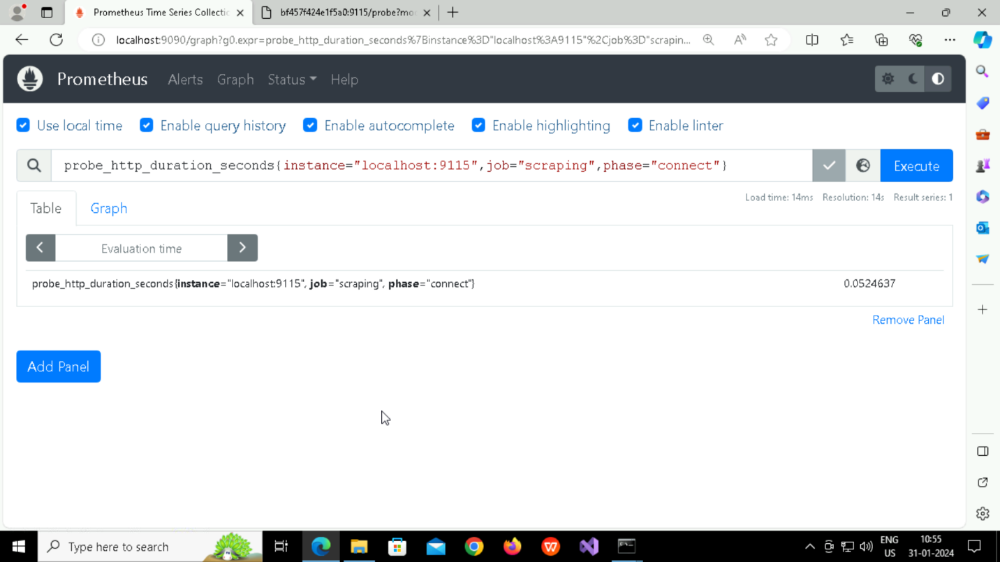 Prometheus Time Series Collectio
bf457f424e1f5a0:9115/probe?mo
localhost:9090/graph?g0.expr=probe_http_duration_seconds%7Binstance%3D"localhost%3A9115"%2Cjob%3D"scrapin...
Prometheus Alerts Graph Status Help
Use local time Enable query history Enable autocomplete Enable highlighting Enable linter
probe_http_duration_seconds{instance="localhost:9115",job="scraping",phase="connect"} Execute
Load time: 14ms Resolution: 14s Result series: 1
Table Graph
Evaluation time
probe_http_duration_seconds{instance="localhost:9115", job="scraping", phase="connect"} 0.0524637
Remove Panel
Add Panel
Type here to search
ENG
US
10:55
31-01-2024